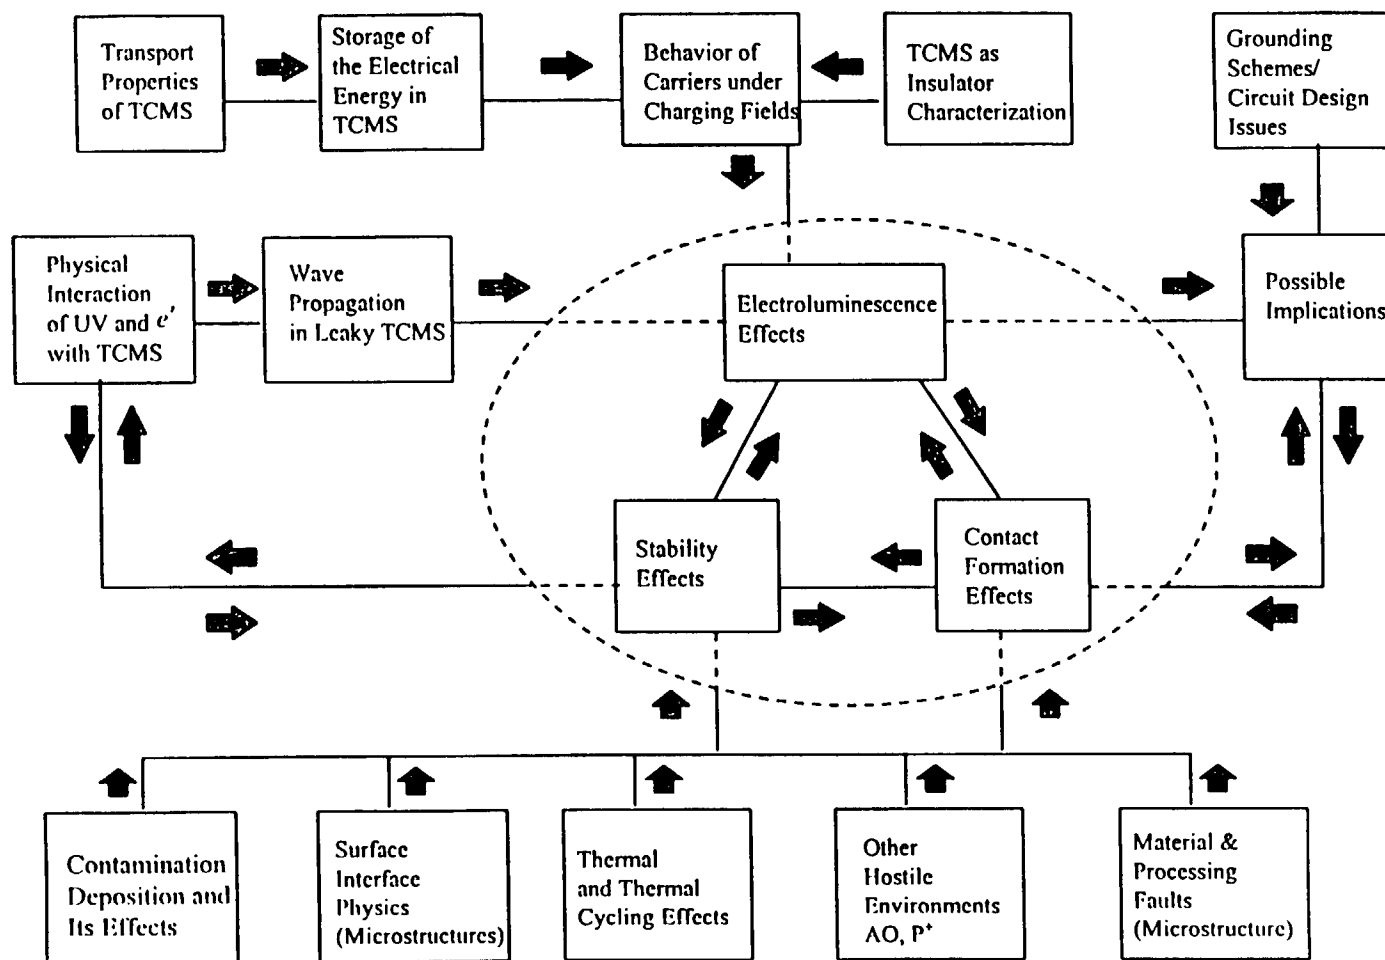 Transport
Properties
of TCMS
Storage of
the Electrical
Energy in
TCMS
Behavior of
Carriers under
Charging Fields
TCMS as
Insulator
Characterization
Grounding
Schemes/
Circuit Design
Issues
Physical
Interaction
of UV and e'
with TCMS
Wave
Propagation
in Leaky TCMS
Electroluminescence
Effects
Possible
Implications
Stability
Effects
Contact
Formation
Effects
Contamination
Deposition and
Its Effects
Surface
Interface
Physics
(Microstructures)
Thermal
and Thermal
Cycling Effects
Other
Hostile
Environments
AO, P⁺
Material &
Processing
Faults
(Microstructure)